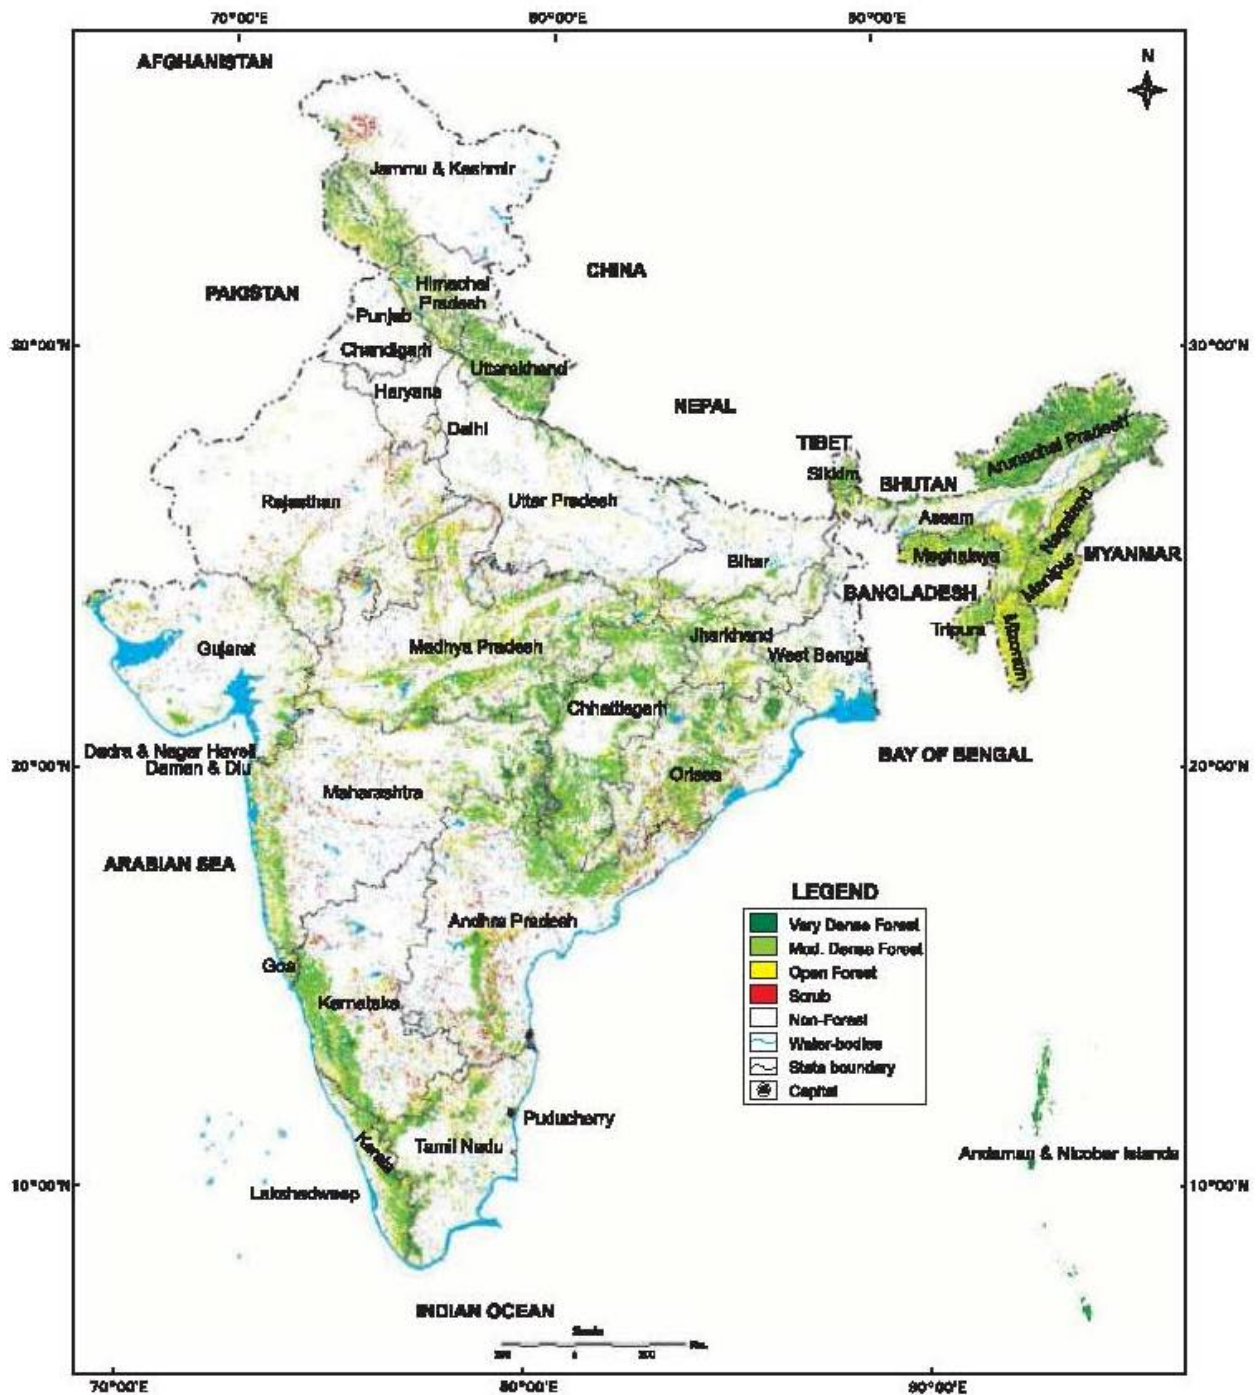 70°00'E 80°00'E 90°00'E
AFGHANISTAN
N
Jammu & Kashmir
CHINA
Himachal
Pradesh
PAKISTAN
Punjab
30°00'N
Chandigarh
30°00'N
Uttarakhand
Haryana
NEPAL
Delhi
TIBET
Sikkim
BHUTAN
Arunachal Pradesh
Rajasthan
Uttar Pradesh
Assam
Nagaland
Meghalaya
MYANMAR
Bihar
Manipur
BANGLADESH
Tripura
Mizoram
Jharkhand
Gujarat
Madhya Pradesh
West Bengal
Chhattisgarh
Dadra & Nagar Haveli
Daman & Diu
20°00'N
BAY OF BENGAL
20°00'N
Orissa
Maharashtra
ARABIAN SEA
LEGEND
Very Dense Forest
Mod. Dense Forest
Open Forest
Scrub
Non-Forest
Water-bodies
State boundary
Capital
Andhra Pradesh
Goa
Karnataka
Puducherry
Tamil Nadu
Kerala
Andaman & Nicobar Islands
Lakshadweep
10°00'N
10°00'N
INDIAN OCEAN
Scale
Km.
200 0 200
70°00'E 80°00'E 90°00'E